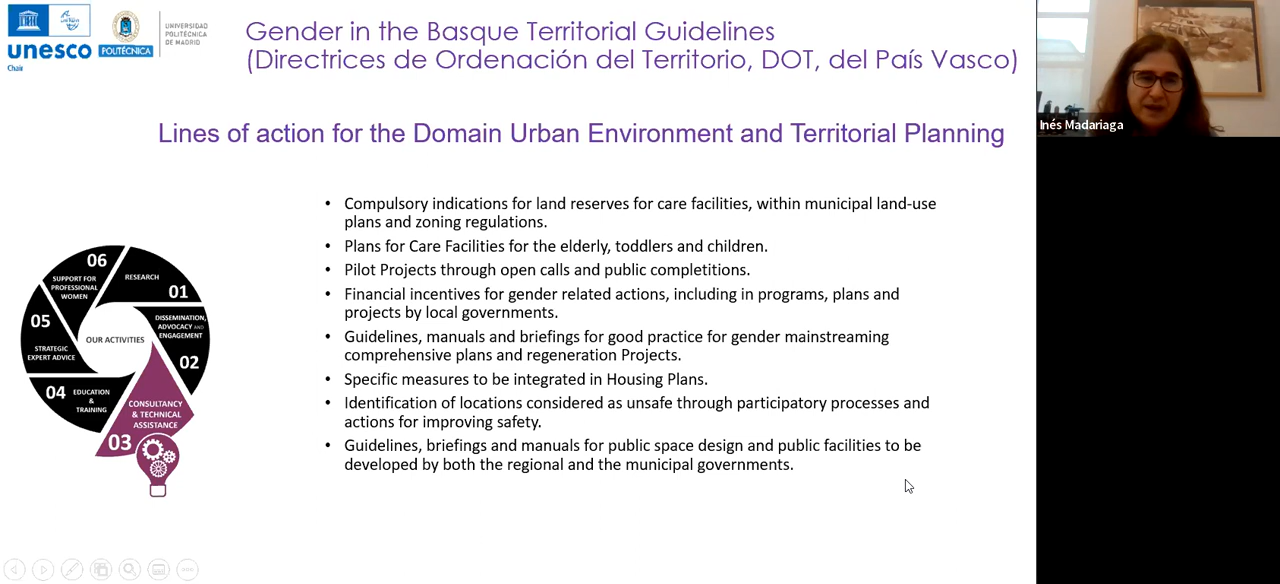 unesco
Chair
POLITÉCNICA
UNIVERSIDAD
POLITÉCNICA
DE MADRID
Gender in the Basque Territorial Guidelines
(Directrices de Ordenación del Territorio, DOT, del País Vasco)
Inés Madariaga
Lines of action for the Domain Urban Environment and Territorial Planning
• Compulsory indications for land reserves for care facilities, within municipal land-use
plans and zoning regulations.
• Plans for Care Facilities for the elderly, toddlers and children.
• Pilot Projects through open calls and public completitions.
• Financial incentives for gender related actions, including in programs, plans and
projects by local governments.
• Guidelines, manuals and briefings for good practice for gender mainstreaming
comprehensive plans and regeneration Projects.
• Specific measures to be integrated in Housing Plans.
• Identification of locations considered as unsafe through participatory processes and
actions for improving safety.
• Guidelines, briefings and manuals for public space design and public facilities to be
developed by both the regional and the municipal governments.
OUR ACTIVITIES
RESEARCH
01
DISSEMINATION,
ADVOCACY AND
ENGAGEMENT
02
CONSULTANCY
& TECHNICAL
ASSISTANCE
03
04
EDUCATION
&
TRAINING
05
STRATEGIC
EXPERT ADVICE
06
SUPPORT FOR
PROFESSIONAL
WOMEN